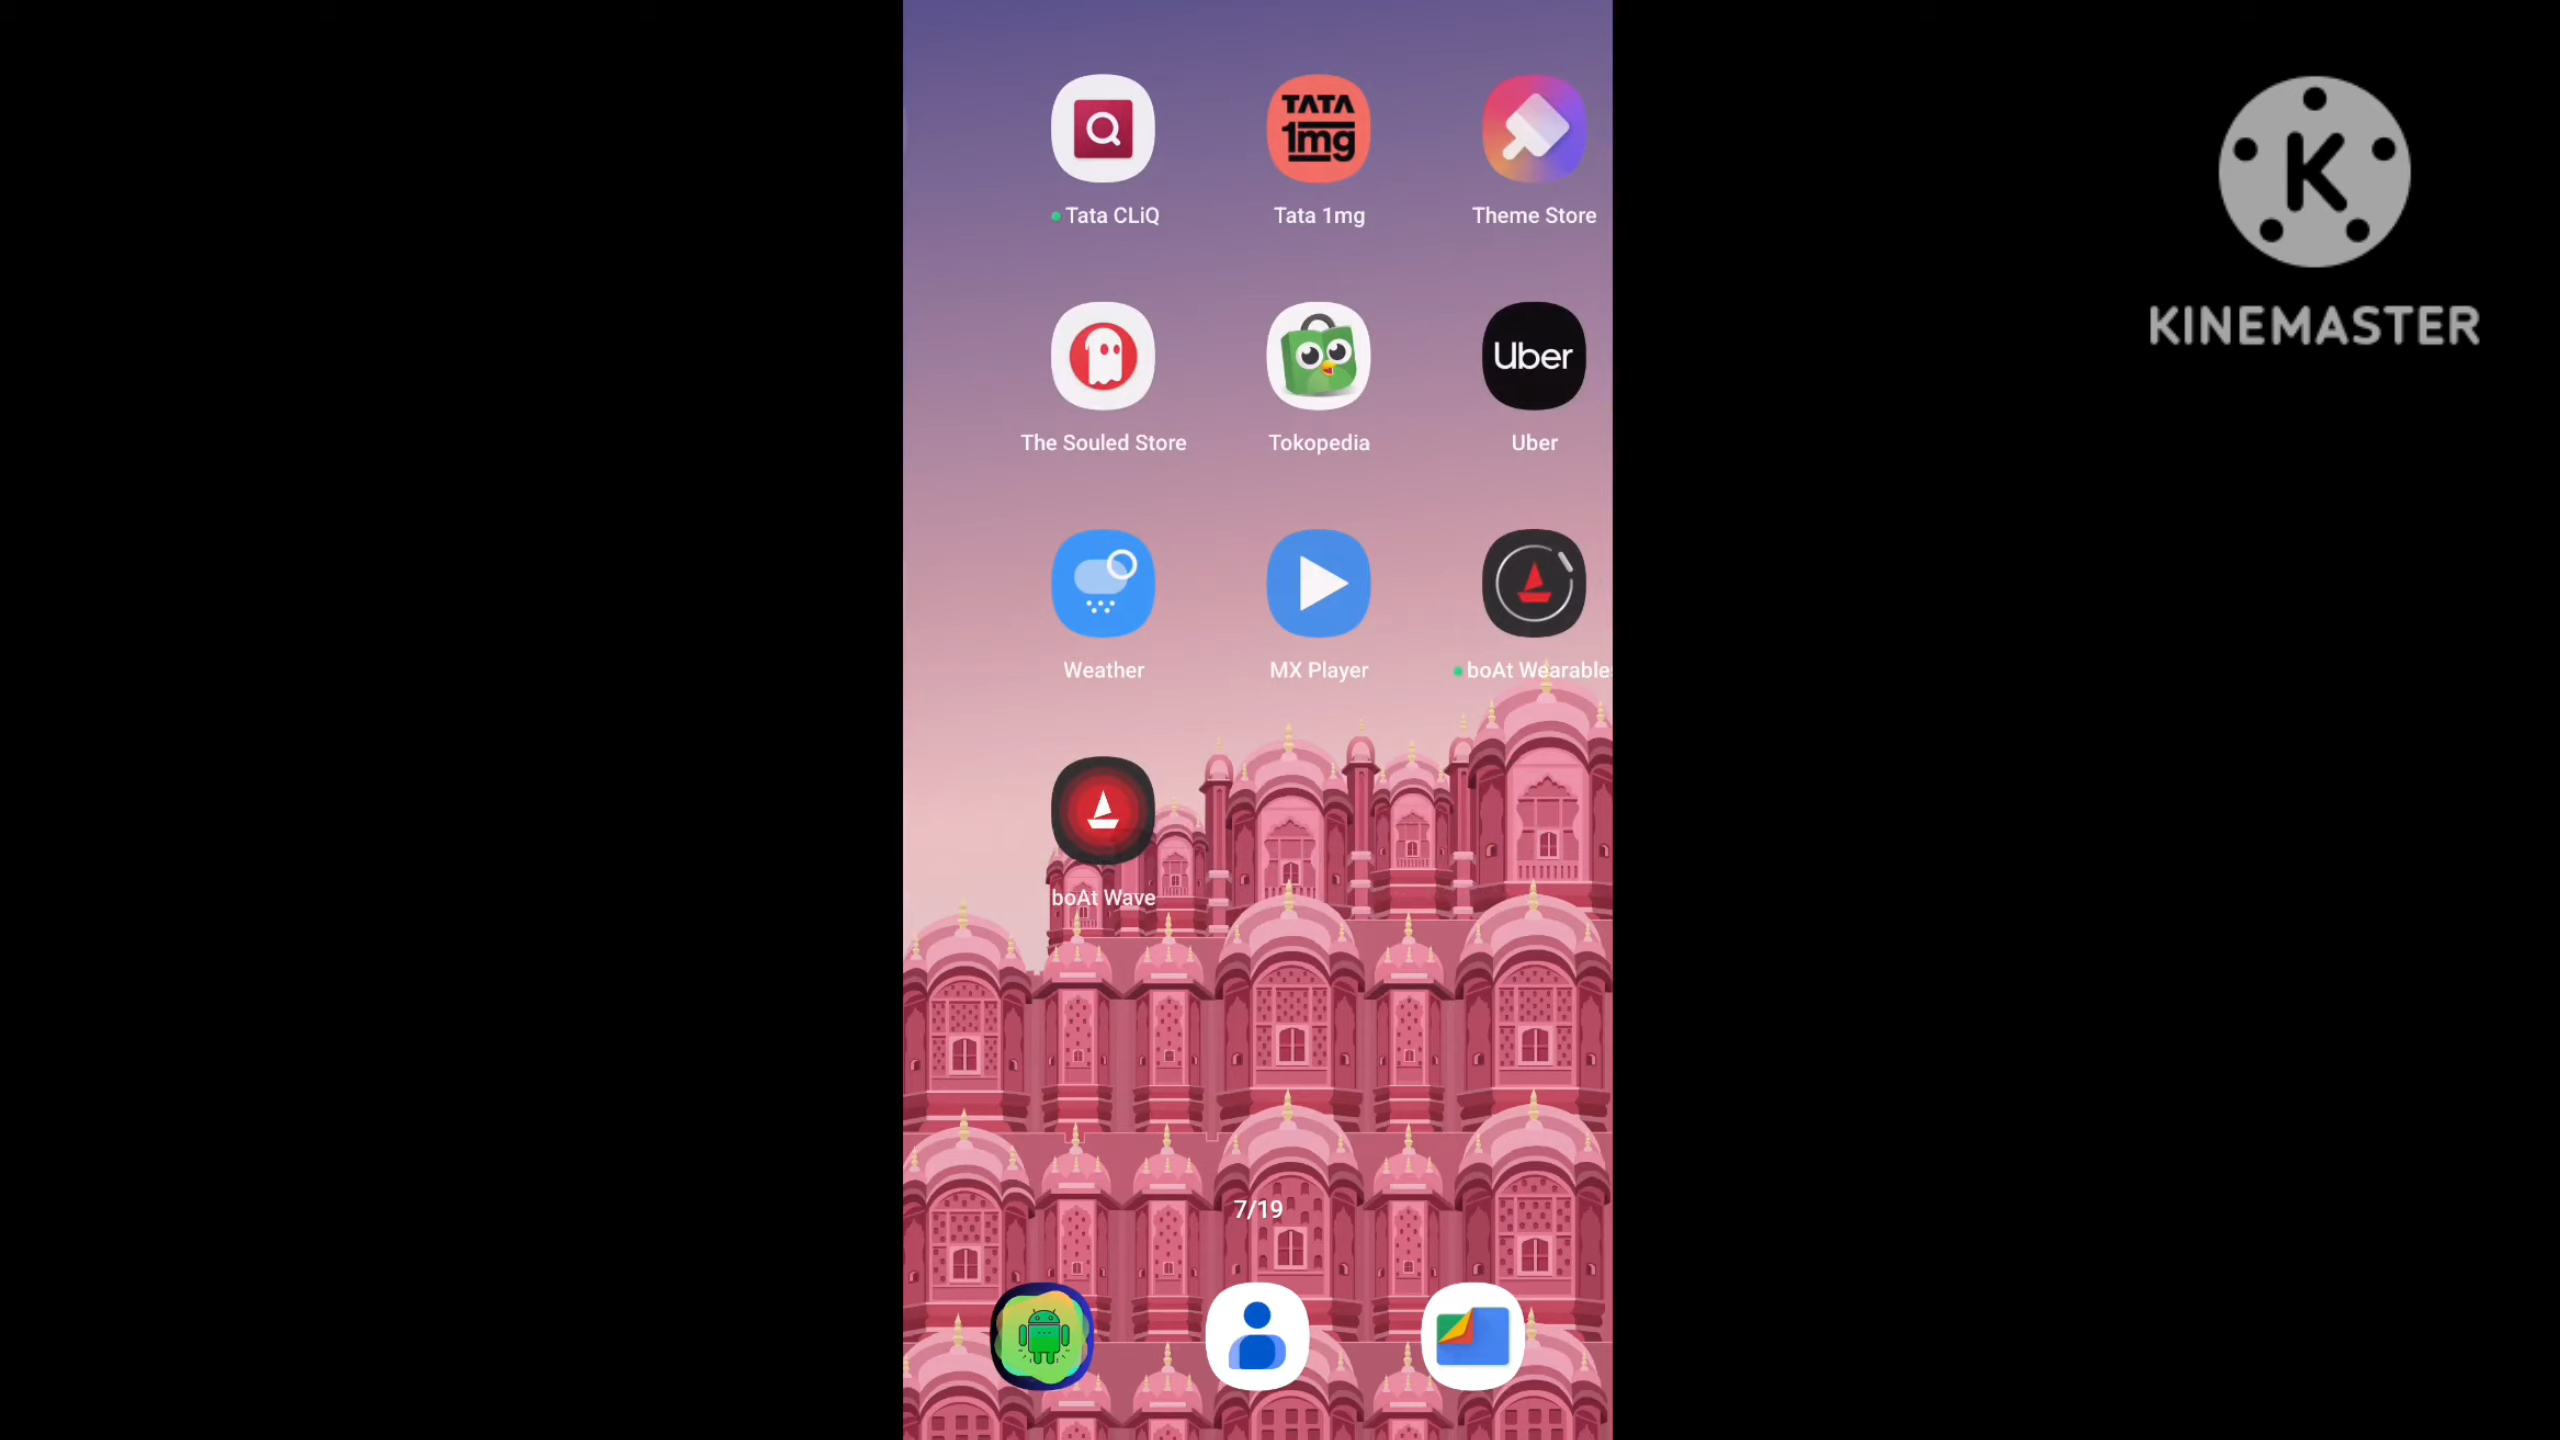 TATA
1mg
Tata CLiQ
Tata 1mg
Theme Store
K
KINEMASTER
Uber
The Souled Store
Tokopedia
Uber
Weather
MX Player
boAt Wearables
boAt Wave
7/19